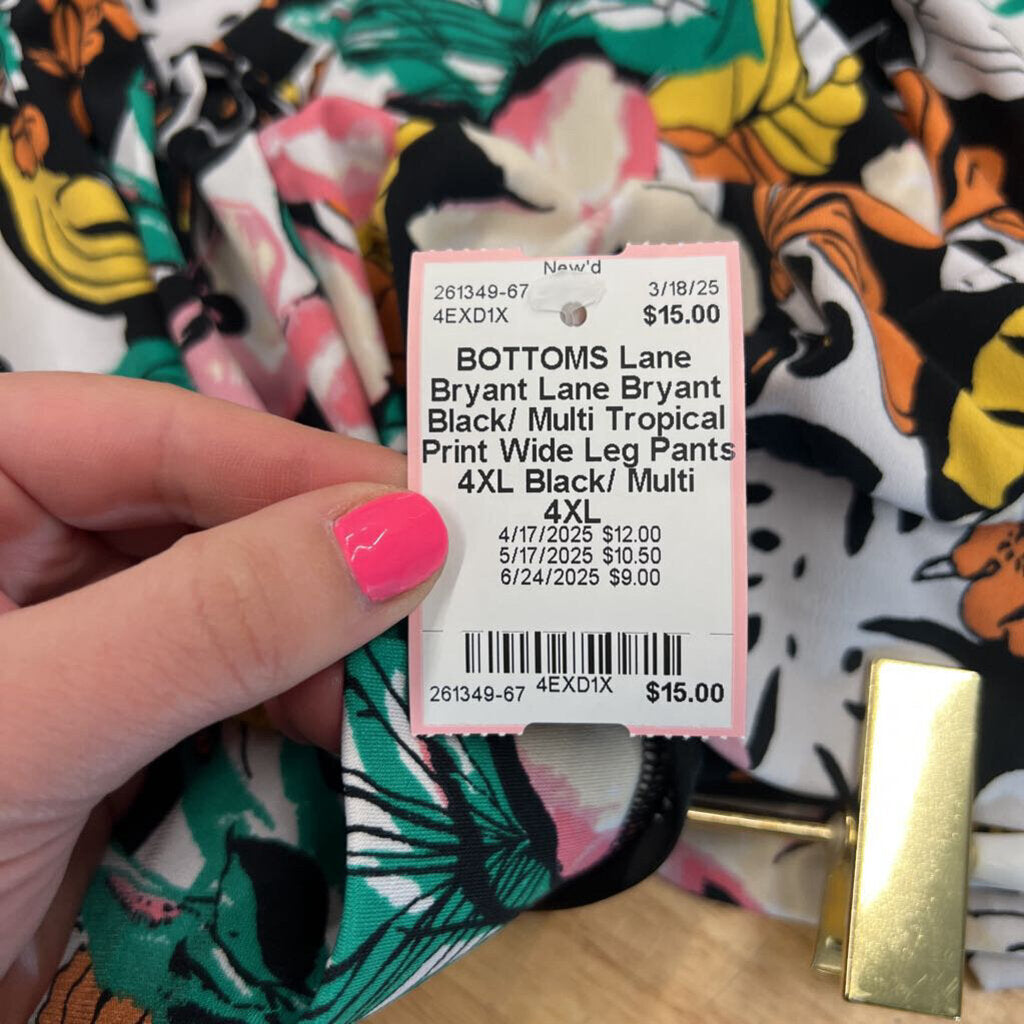 New'd
261349-67 3/18/25
4EXD1X $15.00
BOTTOMS Lane
Bryant Lane Bryant
Black/ Multi Tropical
Print Wide Leg Pants
4XL Black/ Multi
4XL
4/17/2025 $12.00
5/17/2025 $10.50
6/24/2025 $9.00
261349-67 4EXD1X $15.00